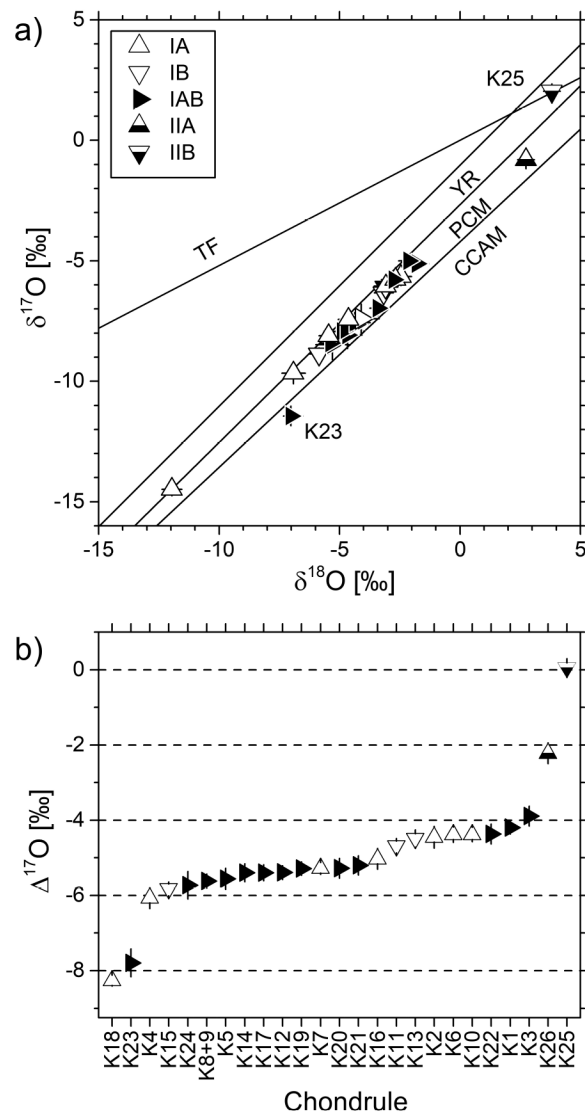 a)
IA
IB
IAB
IIA
IIB
K25
TF
YR
PCM
CCAM
K23
5
0
-5
-10
-15
δ¹⁷O [‰]
-15 -10 -5 0 5
δ¹⁸O [‰]
b)
0
-2
-4
-6
-8
Δ¹⁷O [‰]
K18 K23 K4 K15 K24 K8+9 K5 K14 K17 K12 K19 K7 K20 K21 K16 K11 K13 K2 K6 K10 K22 K1 K3 K26 K25
Chondrule